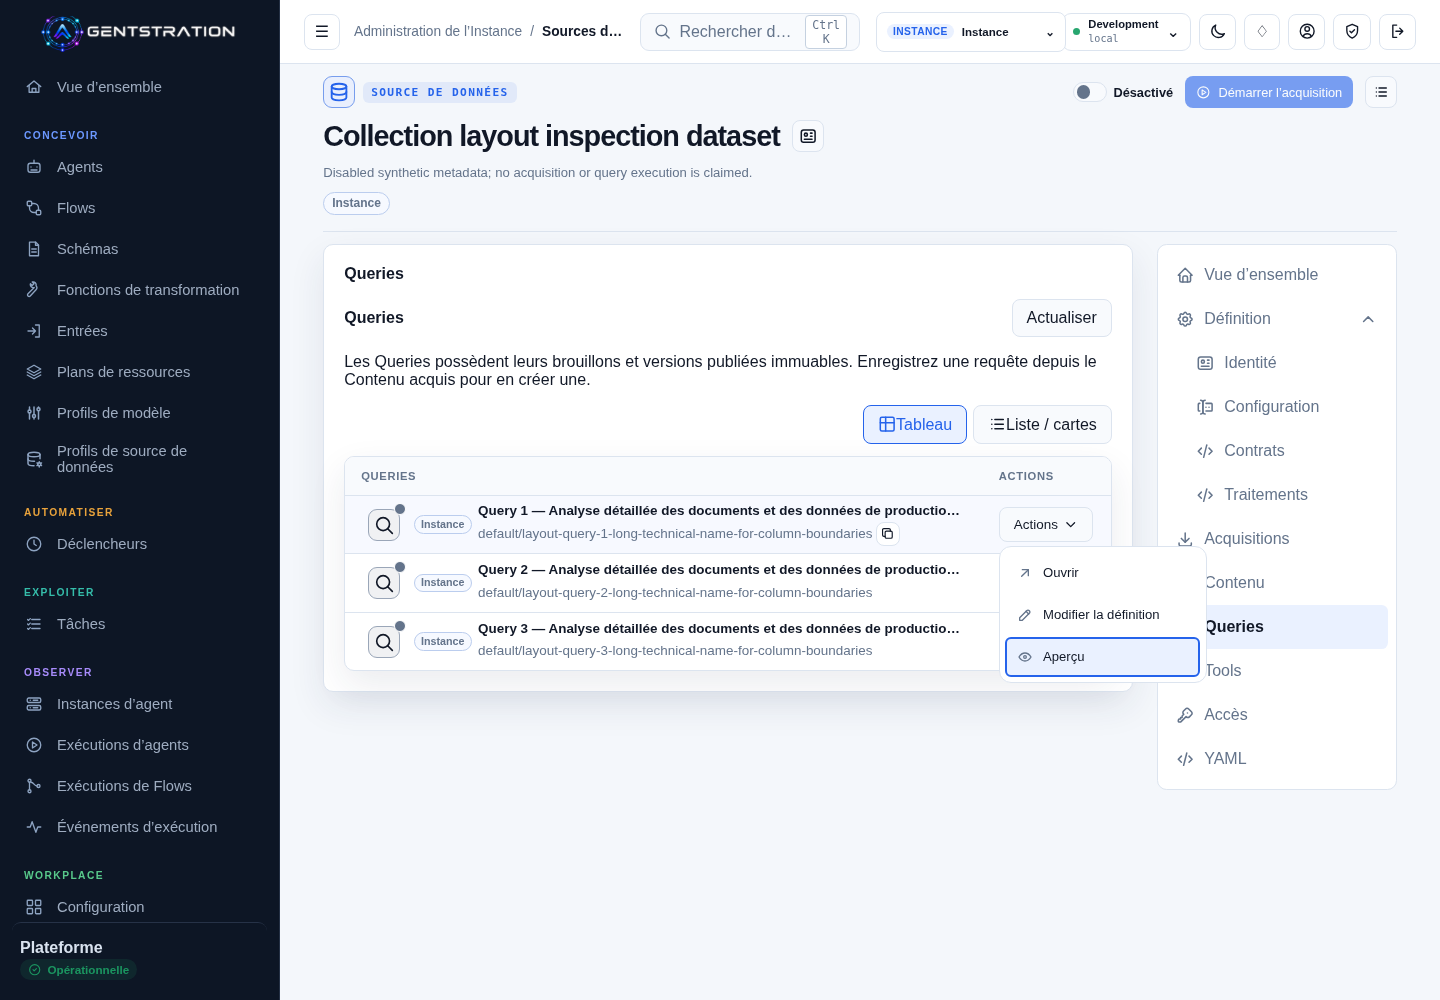 GENTSTRATION
Vue d’ensemble
CONCEVOIR
Agents
Flows
Schémas
Fonctions de transformation
Entrées
Plans de ressources
Profils de modèle
Profils de source de
données
AUTOMATISER
Déclencheurs
EXPLOITER
Tâches
OBSERVER
Instances d’agent
Exécutions d’agents
Exécutions de Flows
Événements d’exécution
WORKPLACE
Configuration
Plateforme
Opérationnelle
Administration de l’Instance / Sources d…
Rechercher d…
Ctrl
K
INSTANCE Instance
Development
local
SOURCE DE DONNÉES
Désactivé
Démarrer l’acquisition
Collection layout inspection dataset
Disabled synthetic metadata; no acquisition or query execution is claimed.
Instance
Queries
Queries
Actualiser
Les Queries possèdent leurs brouillons et versions publiées immuables. Enregistrez une requête depuis le
Contenu acquis pour en créer une.
Tableau
Liste / cartes
QUERIES
ACTIONS
Instance
Query 1 — Analyse détaillée des documents et des données de productio…
default/layout-query-1-long-technical-name-for-column-boundaries
Actions
Instance
Query 2 — Analyse détaillée des documents et des données de productio…
default/layout-query-2-long-technical-name-for-column-boundaries
Instance
Query 3 — Analyse détaillée des documents et des données de productio…
default/layout-query-3-long-technical-name-for-column-boundaries
Ouvrir
Modifier la définition
Aperçu
Vue d’ensemble
Définition
Identité
Configuration
Contrats
Traitements
Acquisitions
Contenu
Queries
Tools
Accès
YAML